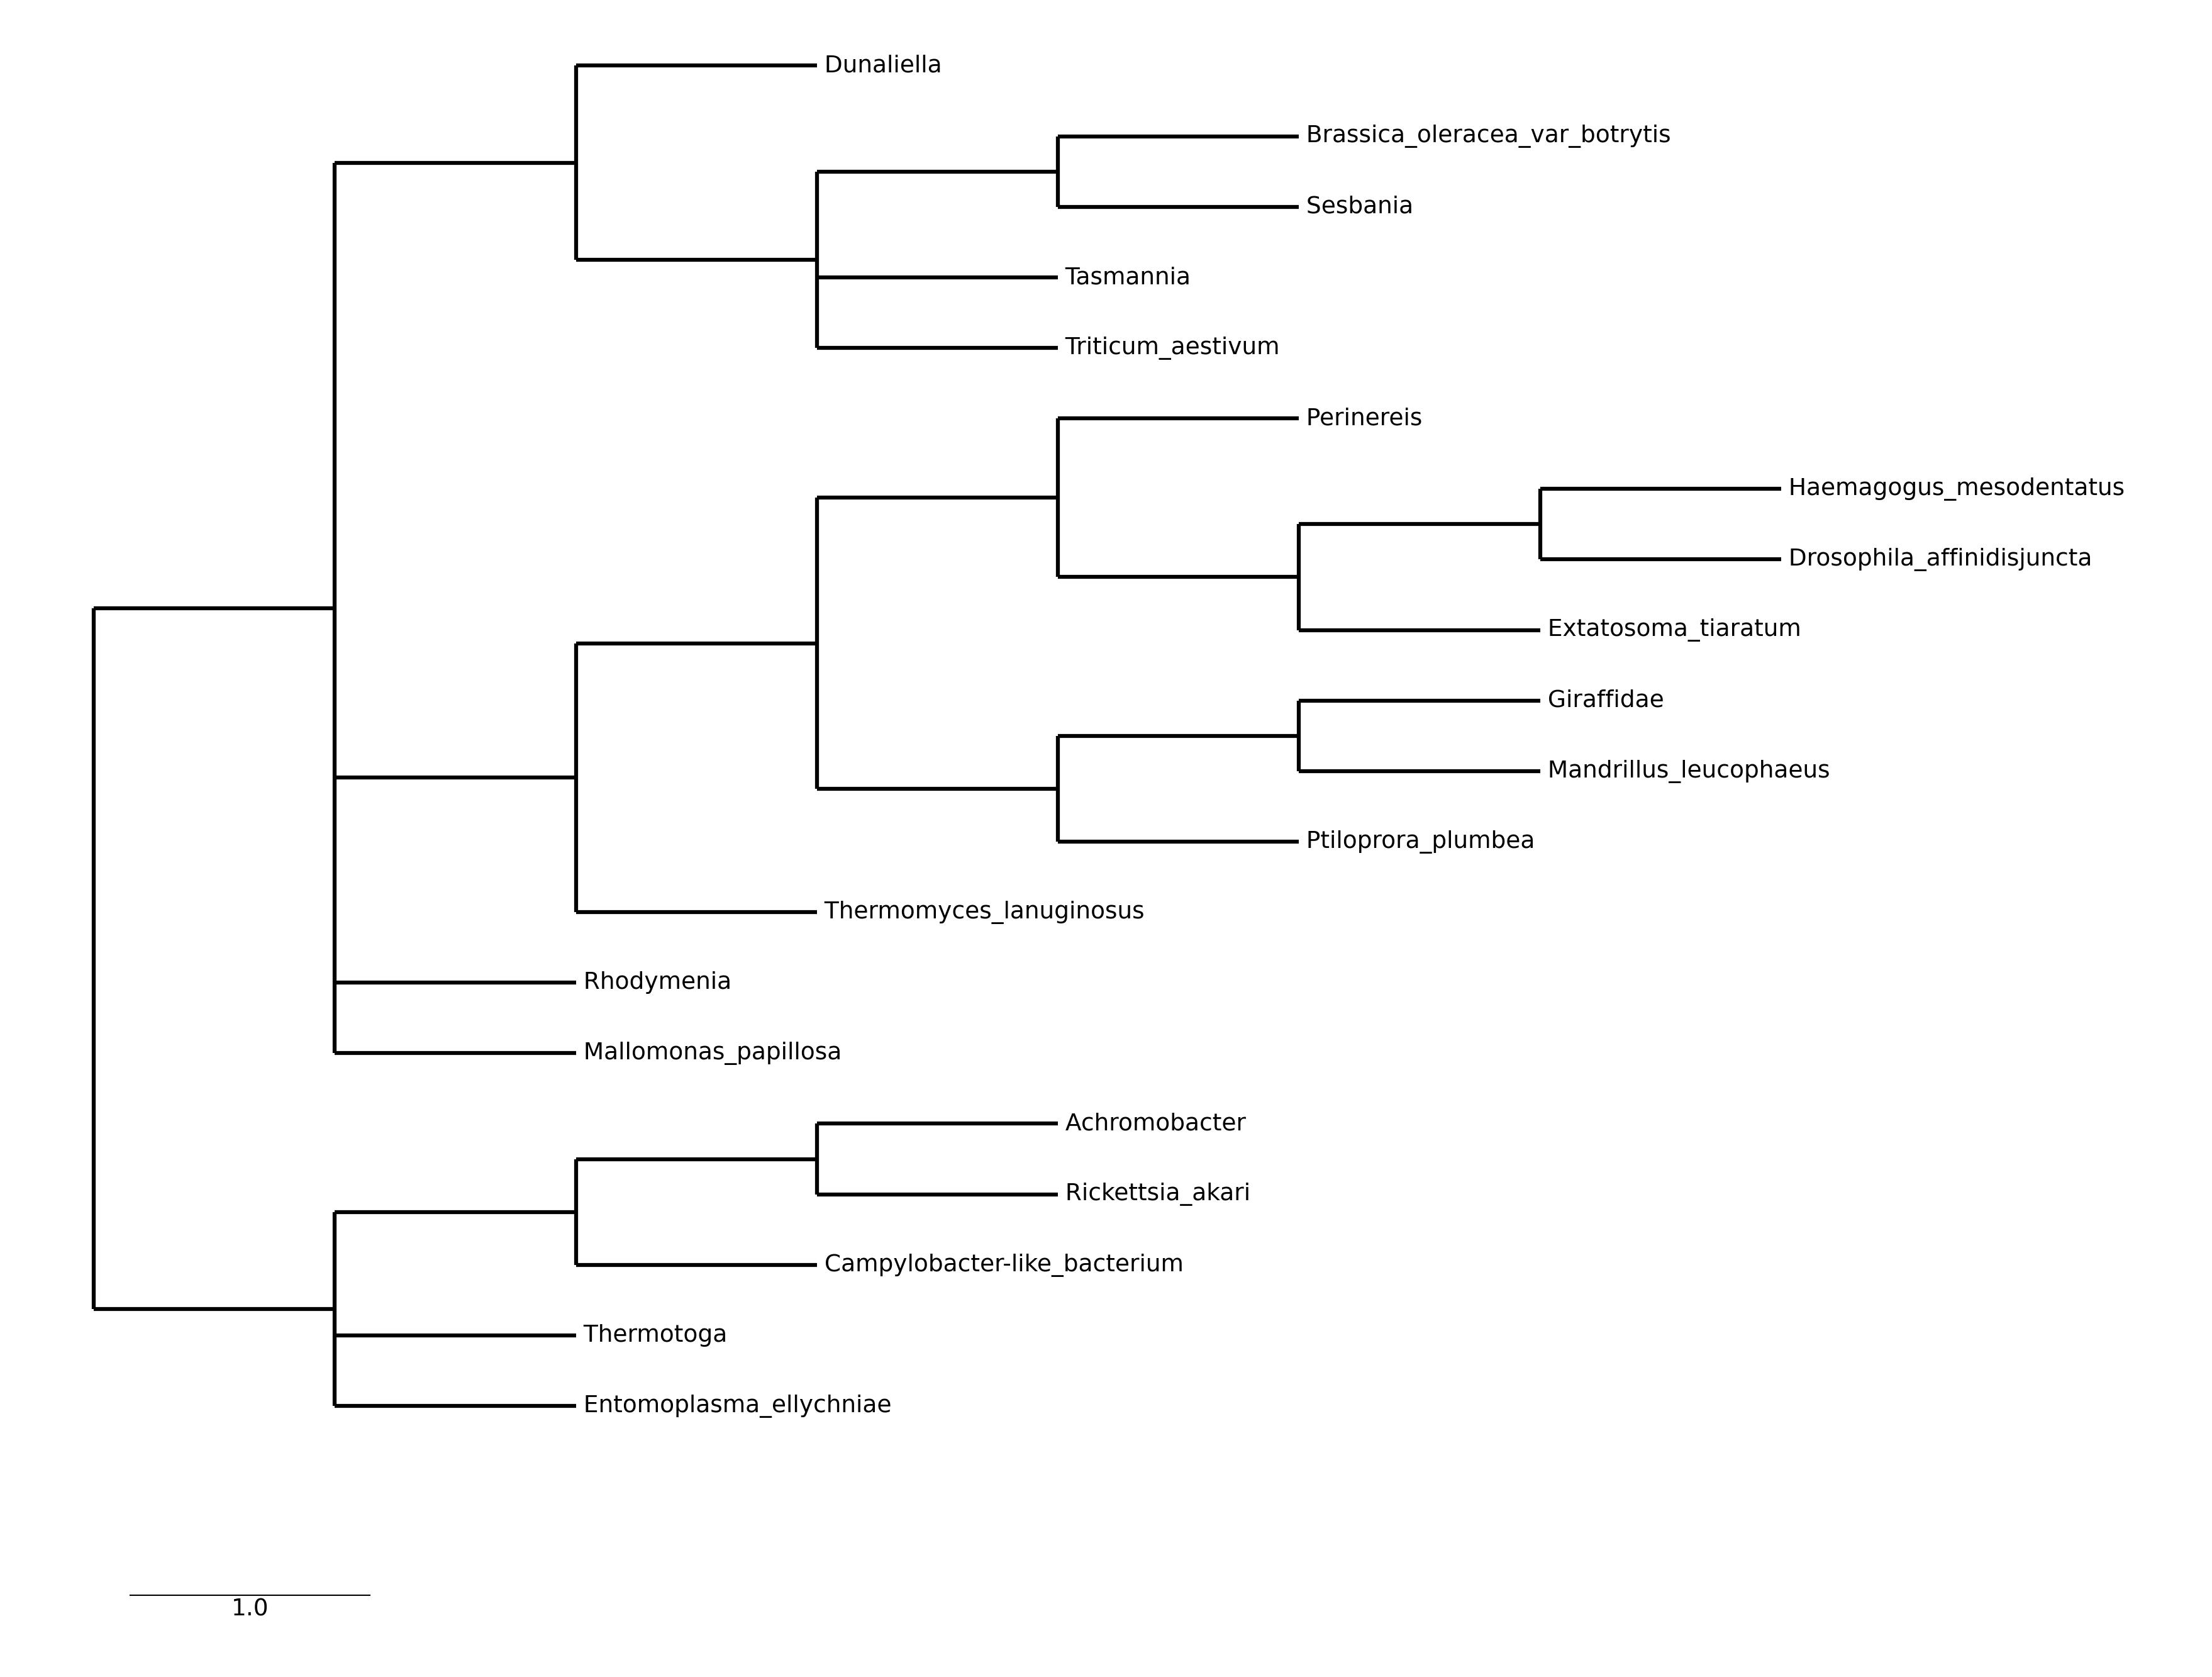 Dunaliella
Brassica_oleracea_var_botrytis
Sesbania
Tasmannia
Triticum_aestivum
Perinereis
Haemagogus_mesodentatus
Drosophila_affinidisjuncta
Extatosoma_tiaratum
Giraffidae
Mandrillus_leucophaeus
Ptiloprora_plumbea
Thermomyces_lanuginosus
Rhodymenia
Mallomonas_papillosa
Achromobacter
Rickettsia_akari
Campylobacter-like_bacterium
Thermotoga
Entomoplasma_ellychniae
1.0